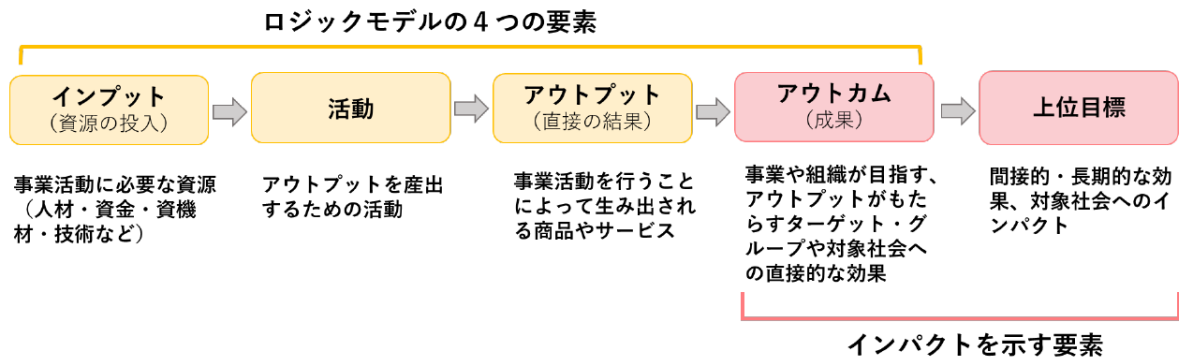 ロジックモデルの４つの要素
インプット
（資源の投入）
活動
アウトプット
（直接の結果）
アウトカム
（成果）
上位目標
事業活動に必要な資源
（人材・資金・資機
材・技術など）
アウトプットを産出
するための活動
事業活動を行うこと
によって生み出され
る商品やサービス
事業や組織が目指す、
アウトプットがもた
らすターゲット・グ
ループや対象社会へ
の直接的な効果
間接的・長期的な効
果、対象社会へのイ
ンパクト
インパクトを示す要素